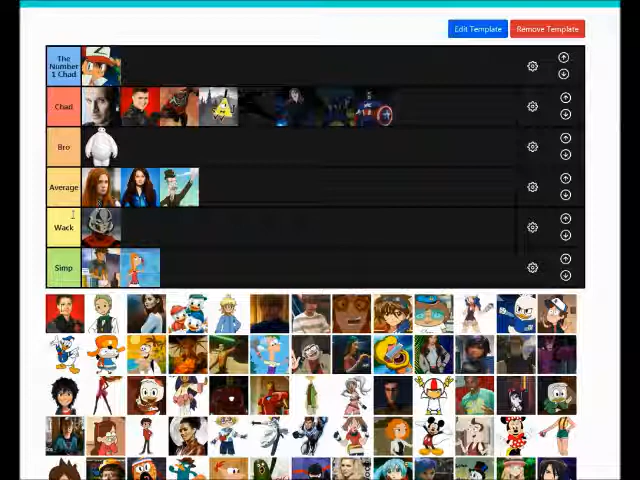 Edit Template
Remove Template
The
Number
1 Chad
Chad
Bro
Average
Wack
Simp